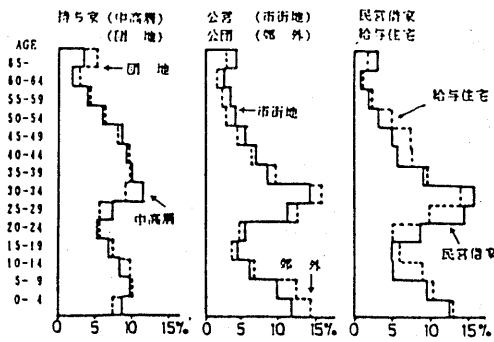 持ち家 (中高層)
(団 地)
公営 (市街地)
公団 (郊 外)
民営借家
給与住宅
AGE
65-
60-64
55-59
50-54
45-49
40-44
35-39
30-34
25-29
20-24
15-19
10-14
5- 9
0- 4
団 地
中高層
市街地
郊 外
給与住宅
民営借家
0 5 10 15%
0 5 10 15%
0 5 10 15%